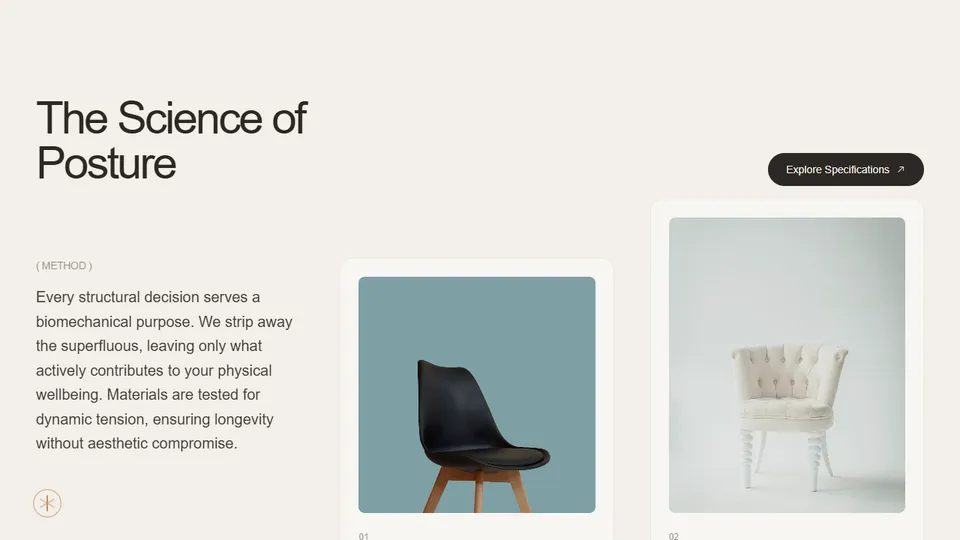 The Science of
Posture
Explore Specifications
( METHOD )
Every structural decision serves a
biomechanical purpose. We strip away
the superfluous, leaving only what
actively contributes to your physical
wellbeing. Materials are tested for
dynamic tension, ensuring longevity
without aesthetic compromise.
01
02